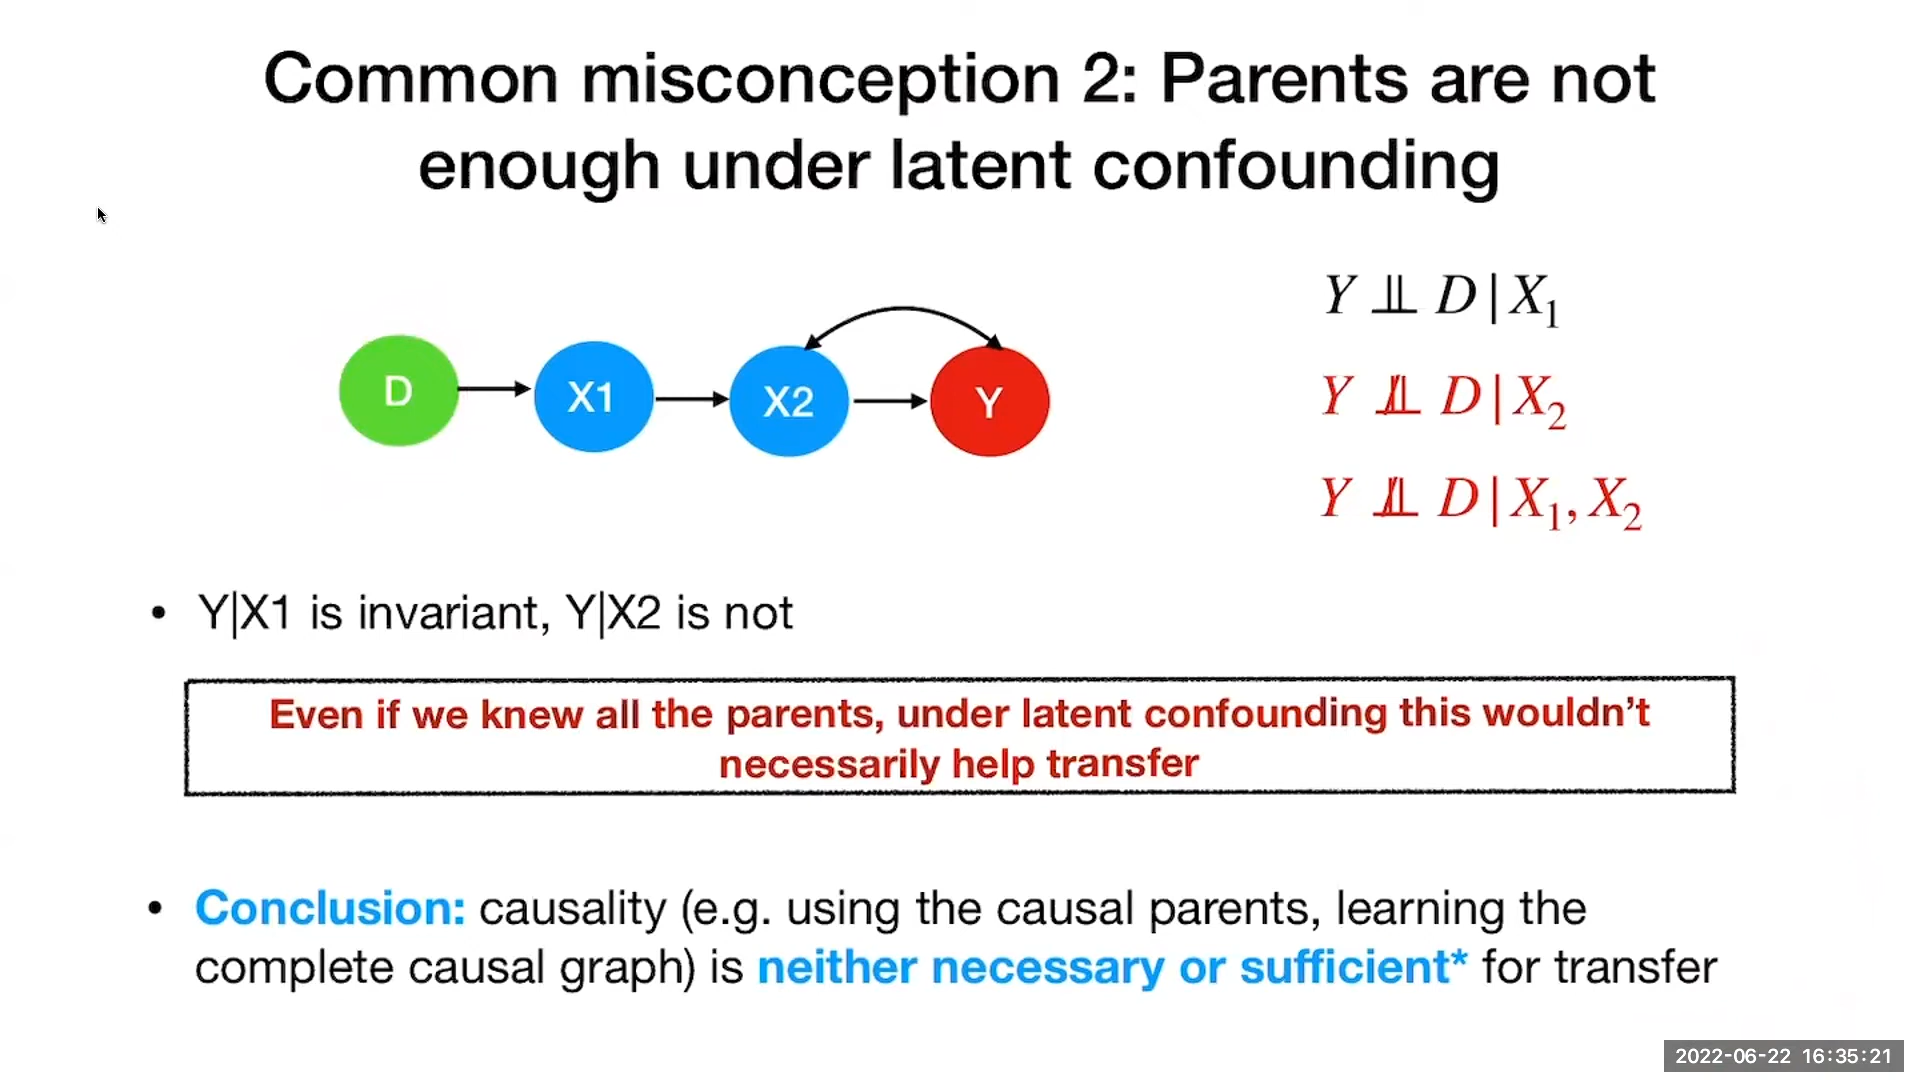 Common misconception 2: Parents are not
enough under latent confounding
D
X1
X2
Y
Y ⫫ D | X₁
Y ⫫̸ D | X₂
Y ⫫̸ D | X₁, X₂
• Y|X1 is invariant, Y|X2 is not
Even if we knew all the parents, under latent confounding this wouldn’t
necessarily help transfer
• Conclusion: causality (e.g. using the causal parents, learning the
complete causal graph) is neither necessary or sufficient* for transfer
2022-06-22 16:35:21